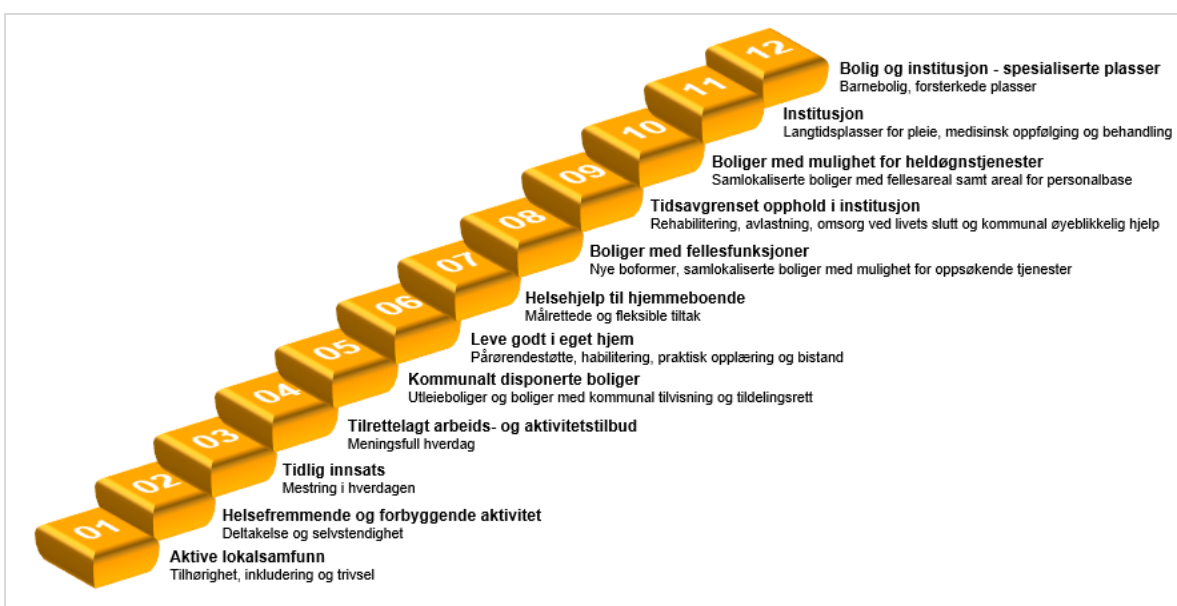 12
Bolig og institusjon - spesialiserte plasser
Barnebolig, forsterkede plasser
11
Institusjon
Langtidsplasser for pleie, medisinsk oppfølging og behandling
10
Boliger med mulighet for heldøgnstjenester
Samlokaliserte boliger med fellesareal samt areal for personalbase
09
Tidsavgrenset opphold i institusjon
Rehabilitering, avlastning, omsorg ved livets slutt og kommunal øyeblikkelig hjelp
08
Boliger med fellesfunksjoner
Nye boformer, samlokaliserte boliger med mulighet for oppsøkende tjenester
07
Helsehjelp til hjemmeboende
Målrettede og fleksible tiltak
06
Leve godt i eget hjem
Pårørendestøtte, habilitering, praktisk opplæring og bistand
05
Kommunalt disponerte boliger
Utleieboliger og boliger med kommunal tilvisning og tildelingsrett
04
Tilrettelagt arbeids- og aktivitetstilbud
Meningsfull hverdag
03
Tidlig innsats
Mestring i hverdagen
02
Helsefremmende og forbyggende aktivitet
Deltakelse og selvstendighet
01
Aktive lokalsamfunn
Tilhørighet, inkludering og trivsel